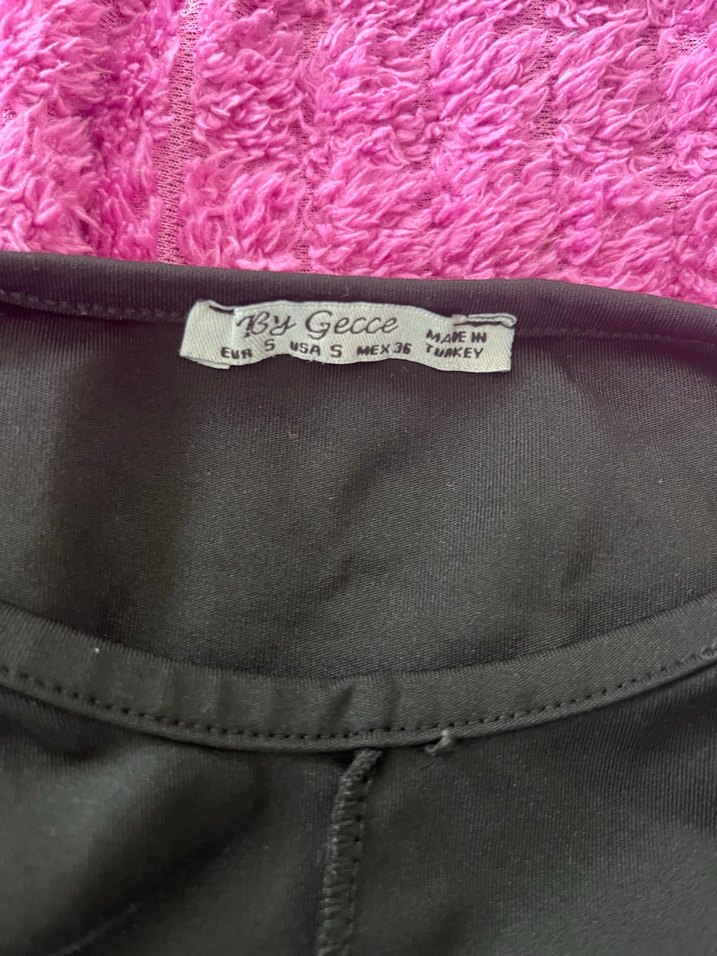 By Gecce
EUR S USA S MEX 36
MADE IN
TURKEY